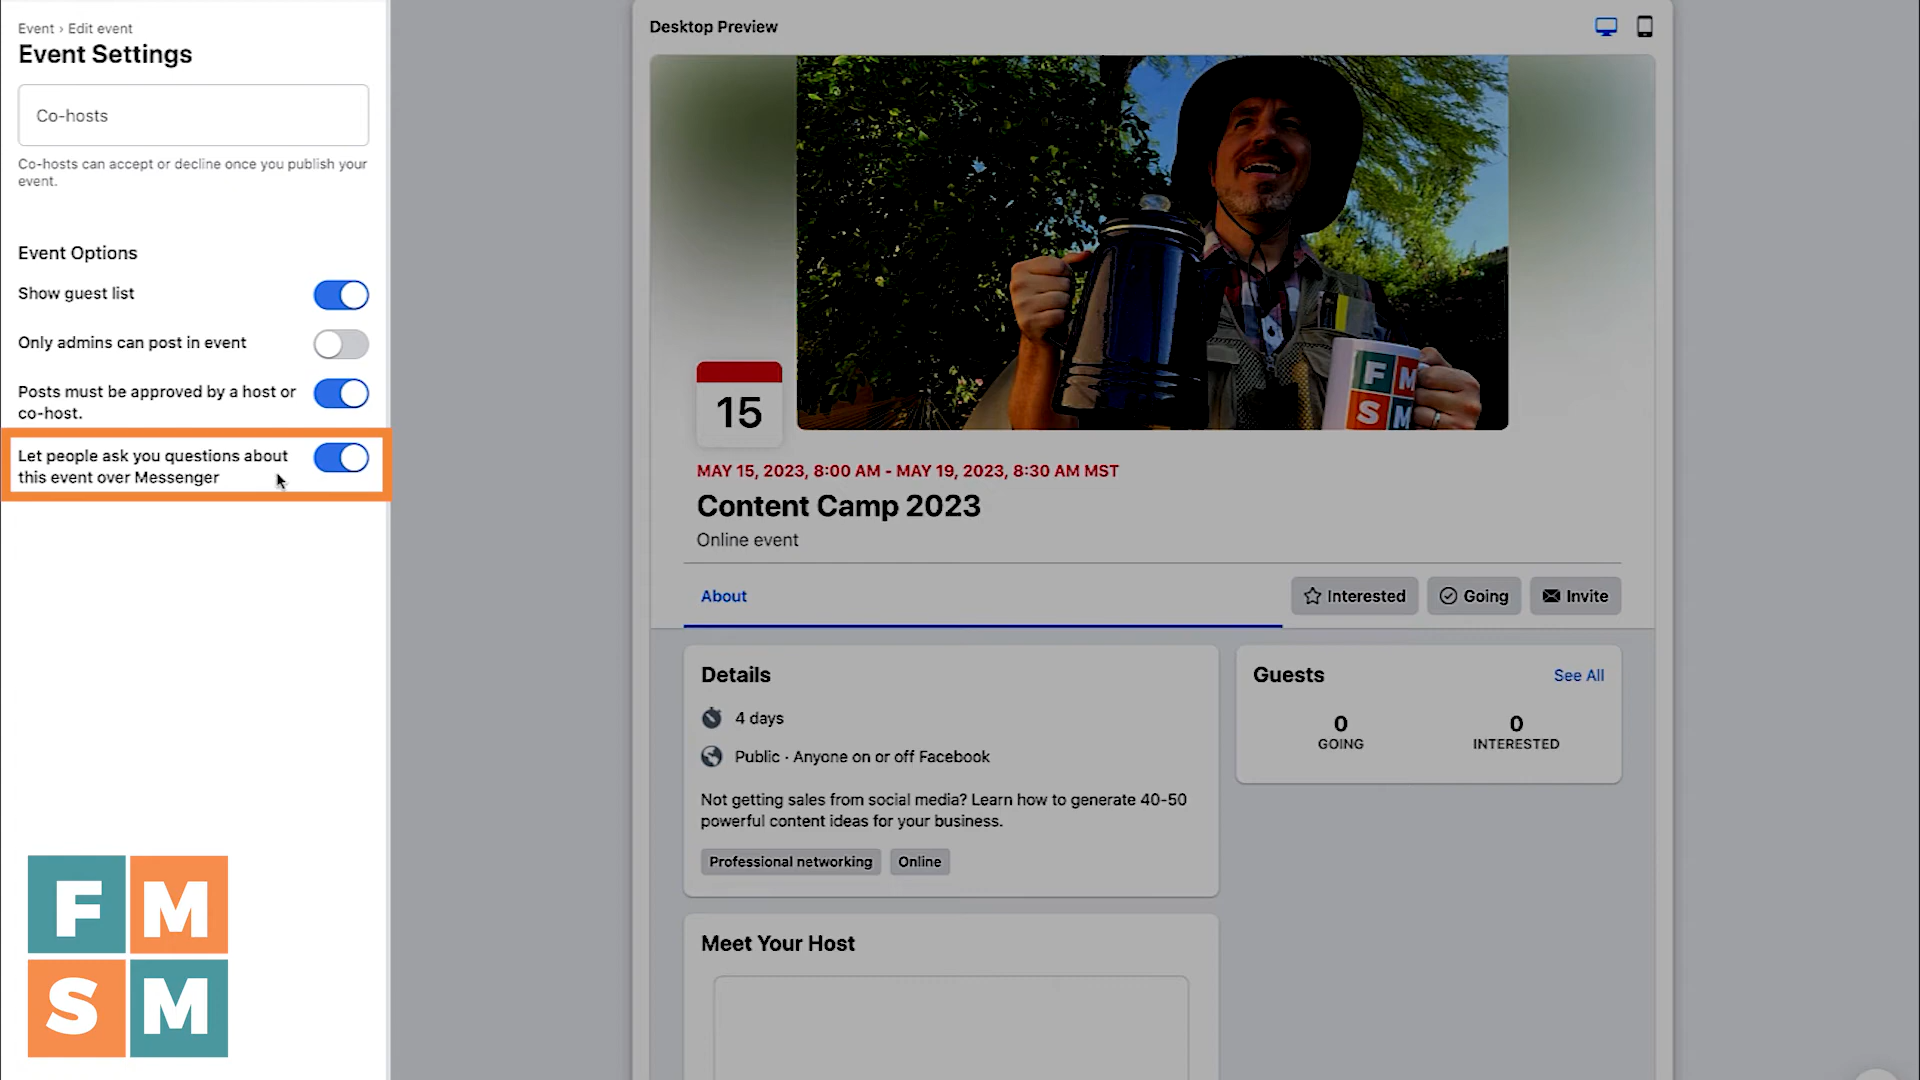 Event › Edit event
Event Settings
Co-hosts
Co-hosts can accept or decline once you publish your
event.
Event Options
Show guest list
Only admins can post in event
Posts must be approved by a host or
co-host.
Let people ask you questions about
this event over Messenger
F M
S M
Desktop Preview
F M
S M
15
MAY 15, 2023, 8:00 AM - MAY 19, 2023, 8:30 AM MST
Content Camp 2023
Online event
About
Interested
Going
Invite
Details
4 days
Public · Anyone on or off Facebook
Not getting sales from social media? Learn how to generate 40-50
powerful content ideas for your business.
Professional networking
Online
Guests
See All
0
GOING
0
INTERESTED
Meet Your Host